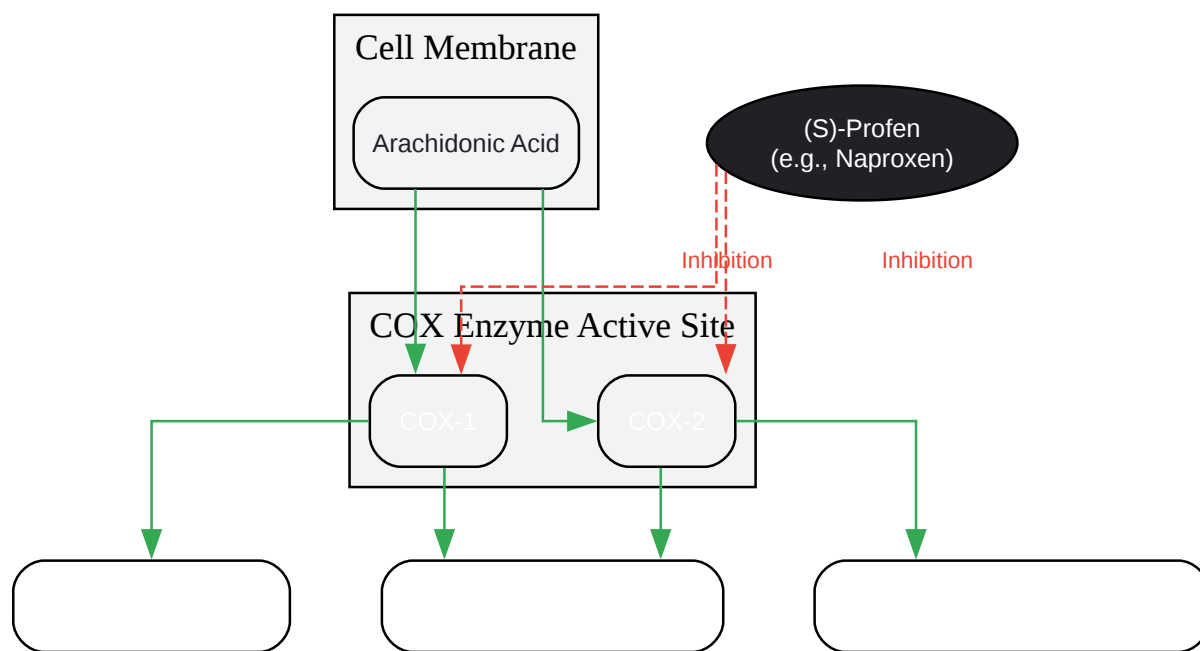 Cell Membrane
Arachidonic Acid
(S)-Profen
(e.g., Naproxen)
Inhibition
Inhibition
COX Enzyme Active Site
COX-1
COX-2